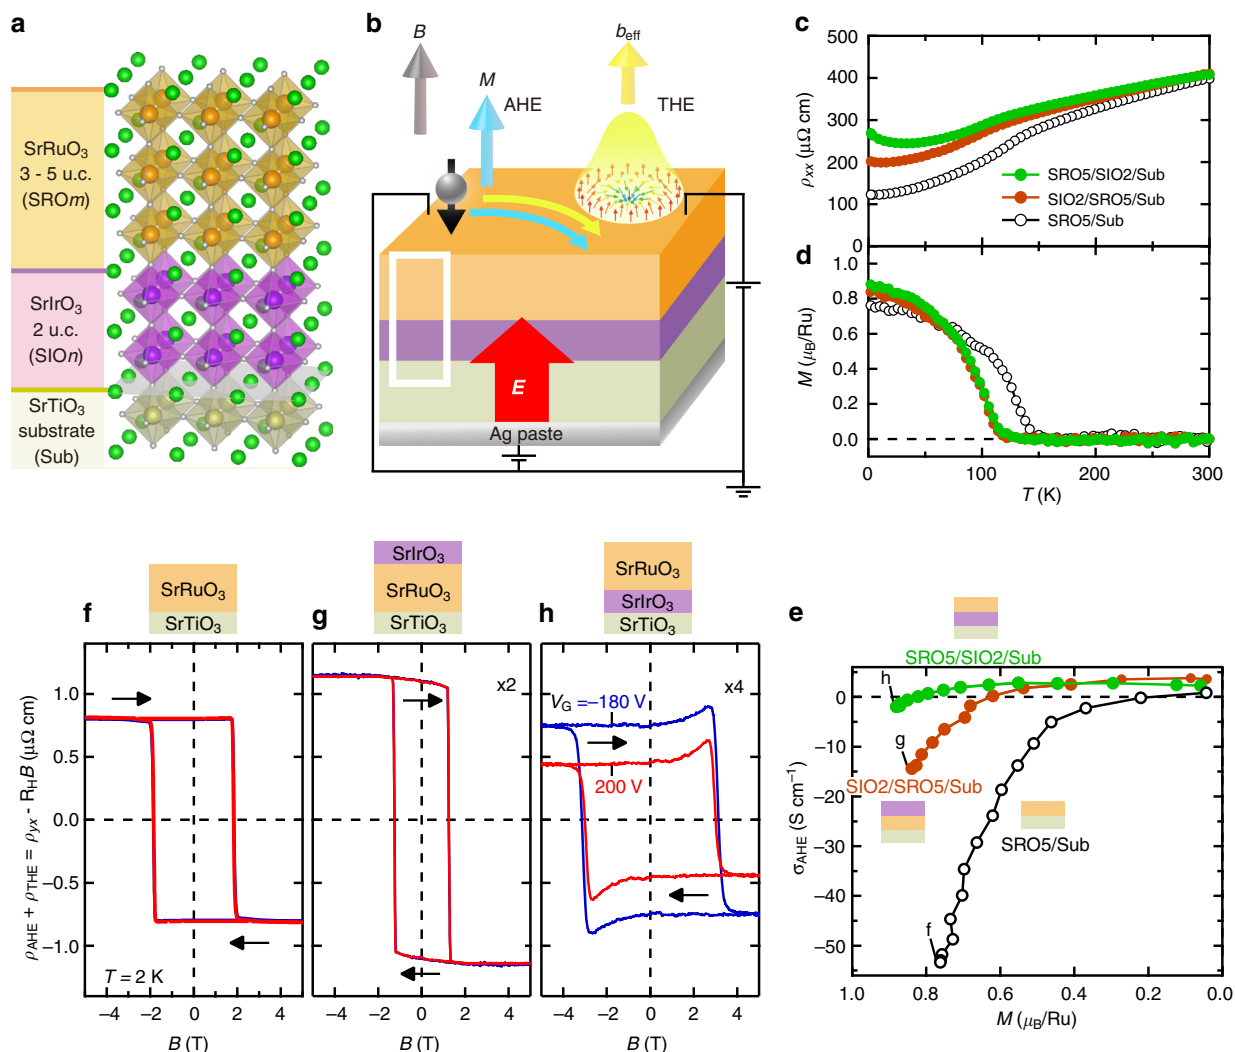 a
SrRuO3
3 - 5 u.c.
(SROm)
SrIrO3
2 u.c.
(SIOn)
SrTiO3
substrate
(Sub)
b
B
M
AHE
beff
THE
E
Ag paste
c
500
400
300
200
100
0
ρxx (μΩ cm)
SRO5/SIO2/Sub
SIO2/SRO5/Sub
SRO5/Sub
d
1.0
0.8
0.6
0.4
0.2
0.0
M (μB/Ru)
0
100
200
300
T (K)
f
SrRuO3
SrTiO3
ρAHE + ρTHE = ρyx - RHB (μΩ cm)
1.0
0.5
0.0
−0.5
−1.0
T = 2 K
−4 −2 0 2 4
B (T)
g
SrIrO3
SrRuO3
SrTiO3
x2
−4 −2 0 2 4
B (T)
h
SrRuO3
SrIrO3
SrTiO3
x4
VG =−180 V
200 V
−4 −2 0 2 4
B (T)
e
SRO5/SIO2/Sub
h
g
SIO2/SRO5/Sub
SRO5/Sub
f
0
−10
−20
−30
−40
−50
σAHE (S cm−1)
1.0 0.8 0.6 0.4 0.2 0.0
M (μB/Ru)